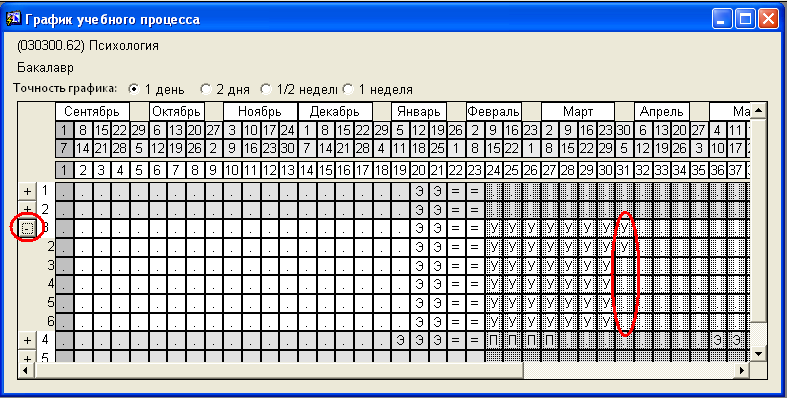 График учебного процесса
(030300.62) Психология
Бакалавр
Точность графика: 1 день 2 дня 1/2 недели 1 неделя
Сентябрь Октябрь Ноябрь Декабрь Январь Февраль Март Апрель Ма
1 8 15 22 29 6 13 20 27 3 10 17 24 1 8 15 22 29 5 12 19 26 2 9 16 23 2 9 16 23 30 6 13 20 27 4 11
7 14 21 28 5 12 19 26 2 9 16 23 30 7 14 21 28 4 11 18 25 1 8 15 22 1 8 15 22 29 5 12 19 26 3 10 17
1 2 3 4 5 6 7 8 9 10 11 12 13 14 15 16 17 18 19 20 21 22 23 24 25 26 27 28 29 30 31 32 33 34 35 36 37 38
+ 1 . . . . . . . . . . . . . . . . . . . Э Э = =
+ 2 . . . . . . . . . . . . . . . . . . . Э Э = =
- 3 . . . . . . . . . . . . . . . . . . . Э Э = = У У У У У У У У
2 . . . . . . . . . . . . . . . . . . . Э Э = = У У У У У У У У
3 . . . . . . . . . . . . . . . . . . . Э Э = = У У У У У У У
4 . . . . . . . . . . . . . . . . . . . Э Э = = У У У У У У У
5 . . . . . . . . . . . . . . . . . . . Э Э = = У У У У У У У
6 . . . . . . . . . . . . . . . . . . . Э Э = = У У У У У У У
+ 4 . . . . . . . . . . . . . . . . . . Э Э Э = = П П П П Э Э
+ 5